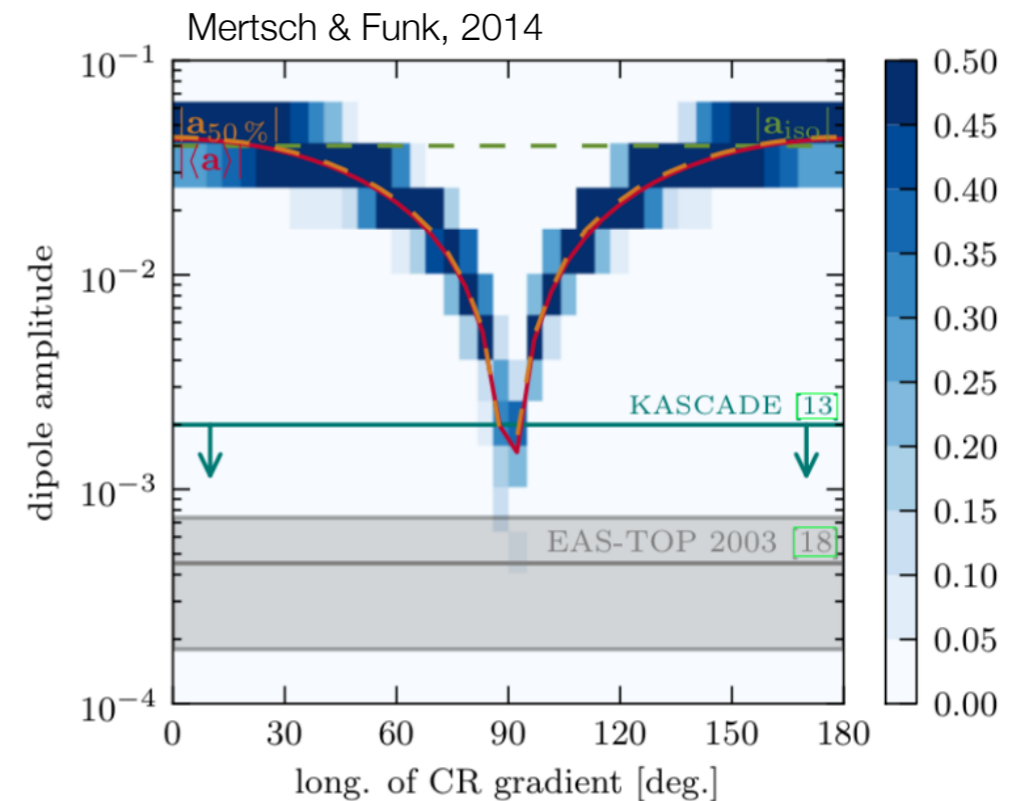 Mertsch & Funk, 2014
10⁻¹
10⁻²
10⁻³
10⁻⁴
dipole amplitude
|a₅₀ %|
|⟨a⟩|
|a_iso|
KASCADE [13]
EAS-TOP 2003 [18]
0 30 60 90 120 150 180
long. of CR gradient [deg.]
0.50
0.45
0.40
0.35
0.30
0.25
0.20
0.15
0.10
0.05
0.00